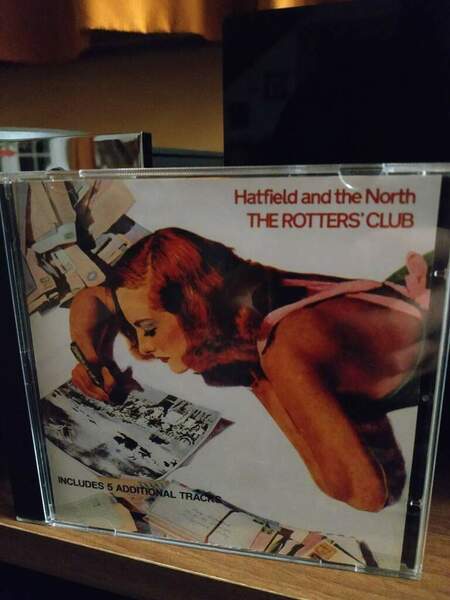 Hatfield and the North
THE ROTTERS' CLUB
INCLUDES 5 ADDITIONAL TRACKS